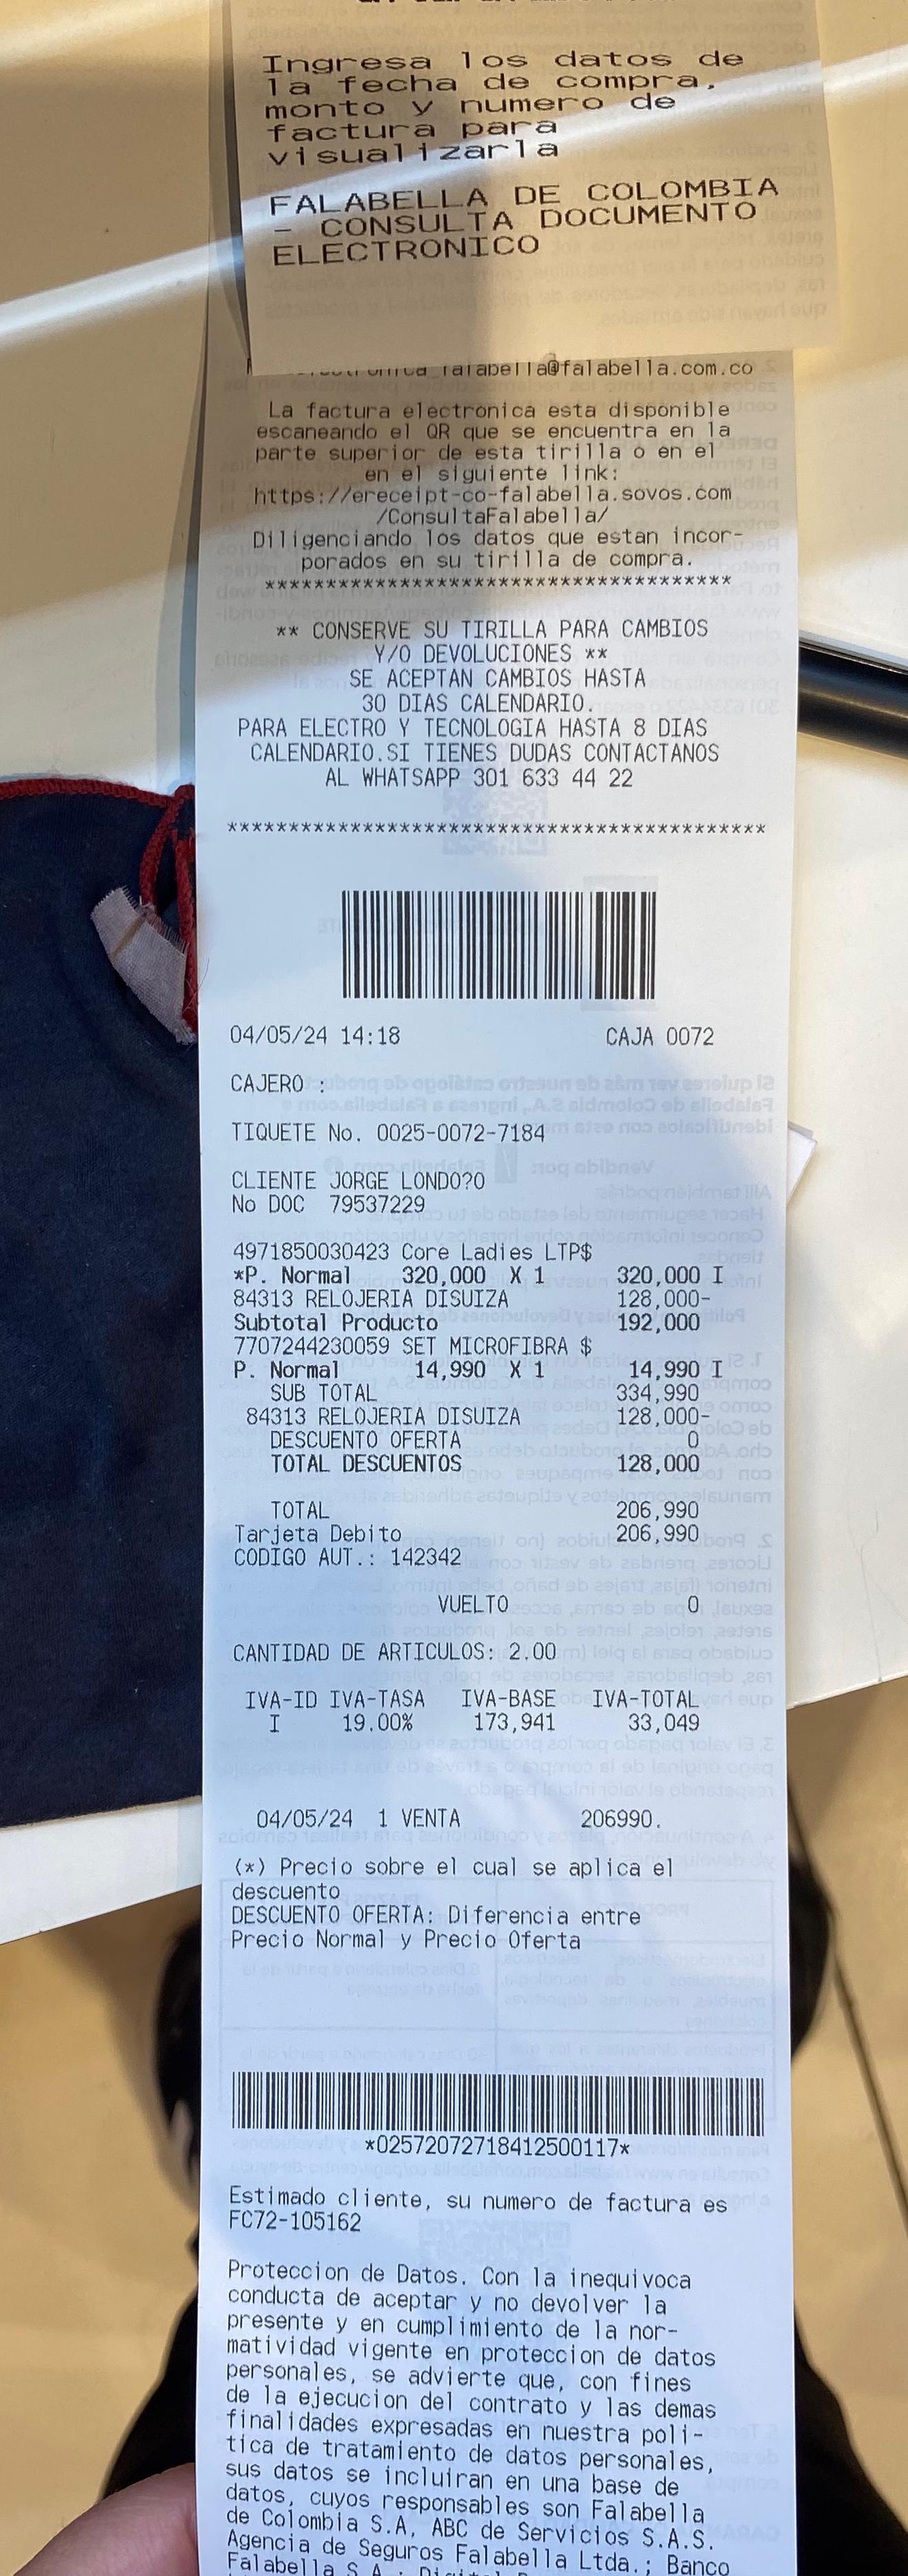 Ingresa los datos de
la fecha de compra,
monto y numero de
factura para
visualizarla
FALABELLA DE COLOMBIA
- CONSULTA DOCUMENTO
ELECTRONICO
falabella@falabella.com.co
La factura electronica esta disponible
escaneando el QR que se encuentra en la
parte superior de esta tirilla o en el
en el siguiente link:
https://ereceipt-co-falabella.sovos.com
/ConsultaFalabella/
Diligenciando los datos que estan incor-
porados en su tirilla de compra.
**************************************
** CONSERVE SU TIRILLA PARA CAMBIOS
Y/O DEVOLUCIONES **
SE ACEPTAN CAMBIOS HASTA
30 DIAS CALENDARIO.
PARA ELECTRO Y TECNOLOGIA HASTA 8 DIAS
CALENDARIO.SI TIENES DUDAS CONTACTANOS
AL WHATSAPP 301 633 44 22
********************************************
04/05/24 14:18 CAJA 0072
CAJERO :
TIQUETE No. 0025-0072-7184
CLIENTE JORGE LONDO?O
No DOC 79537229
4971850030423 Core Ladies LTP$
*P. Normal 320,000 X 1 320,000 I
84313 RELOJERIA DISUIZA 128,000-
Subtotal Producto 192,000
7707244230059 SET MICROFIBRA $
P. Normal 14,990 X 1 14,990 I
SUB TOTAL 334,990
84313 RELOJERIA DISUIZA 128,000-
DESCUENTO OFERTA 0
TOTAL DESCUENTOS 128,000
TOTAL 206,990
Tarjeta Debito 206,990
CODIGO AUT.: 142342
VUELTO 0
CANTIDAD DE ARTICULOS: 2.00
IVA-ID IVA-TASA IVA-BASE IVA-TOTAL
I 19.00% 173,941 33,049
04/05/24 1 VENTA 206990.
(*) Precio sobre el cual se aplica el
descuento
DESCUENTO OFERTA: Diferencia entre
Precio Normal y Precio Oferta
*02572072718412500117*
Estimado cliente, su numero de factura es
FC72-105162
Proteccion de Datos. Con la inequivoca
conducta de aceptar y no devolver la
presente y en cumplimiento de la nor-
matividad vigente en proteccion de datos
personales, se advierte que, con fines
de la ejecucion del contrato y las demas
finalidades expresadas en nuestra poli-
tica de tratamiento de datos personales,
sus datos se incluiran en una base de
datos, cuyos responsables son Falabella
de Colombia S.A, ABC de Servicios S.A.S.
Agencia de Seguros Falabella Ltda.; Banco
Falabella S.A.;